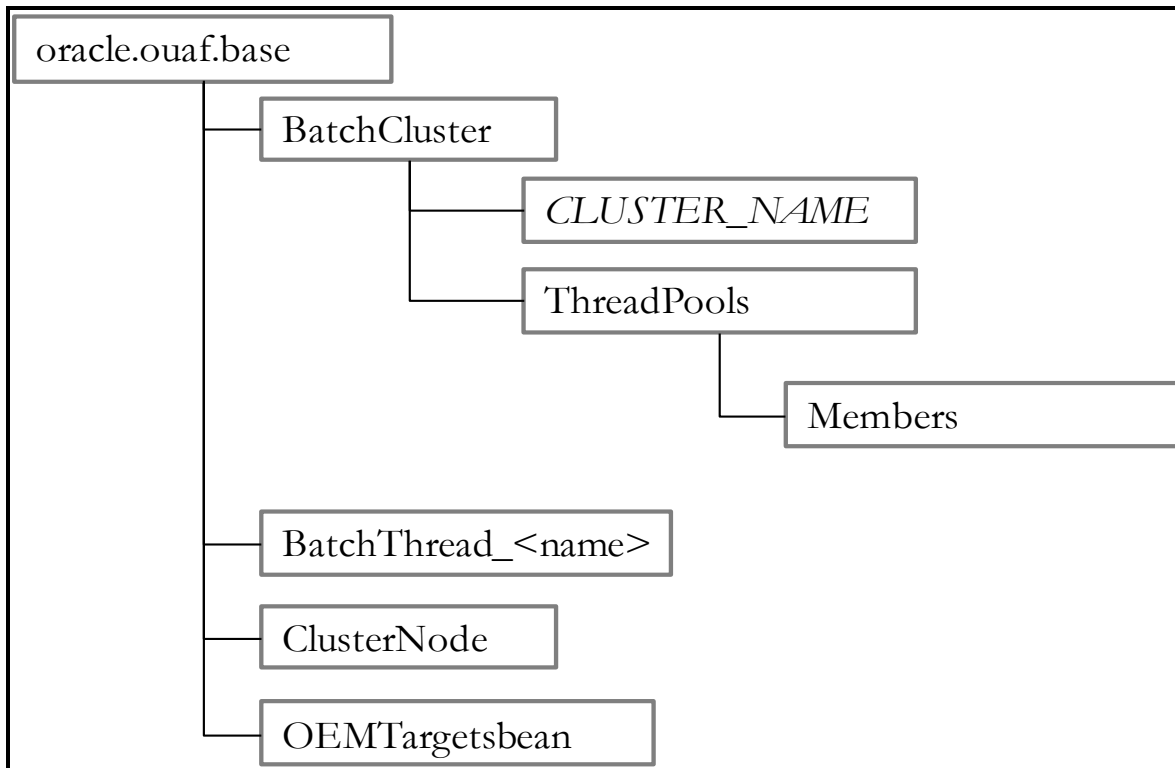 oracle.ouaf.base
BatchCluster
CLUSTER_NAME
ThreadPools
Members
BatchThread_<name>
ClusterNode
OEMTargetsbean